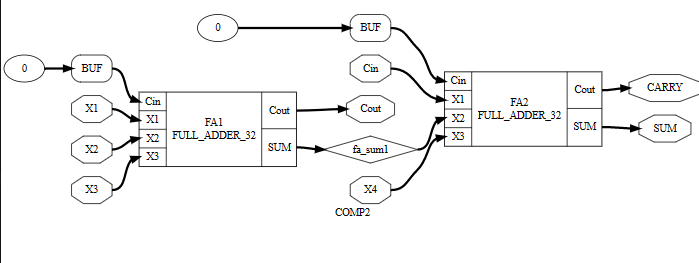 0
BUF
0
BUF
Cin
X1
X2
X3
Cin
X1
X2
X3
FA1
FULL_ADDER_32
Cout
SUM
Cout
fa_sum1
X4
Cin
X1
X2
X3
FA2
FULL_ADDER_32
Cout
SUM
CARRY
SUM
COMP2